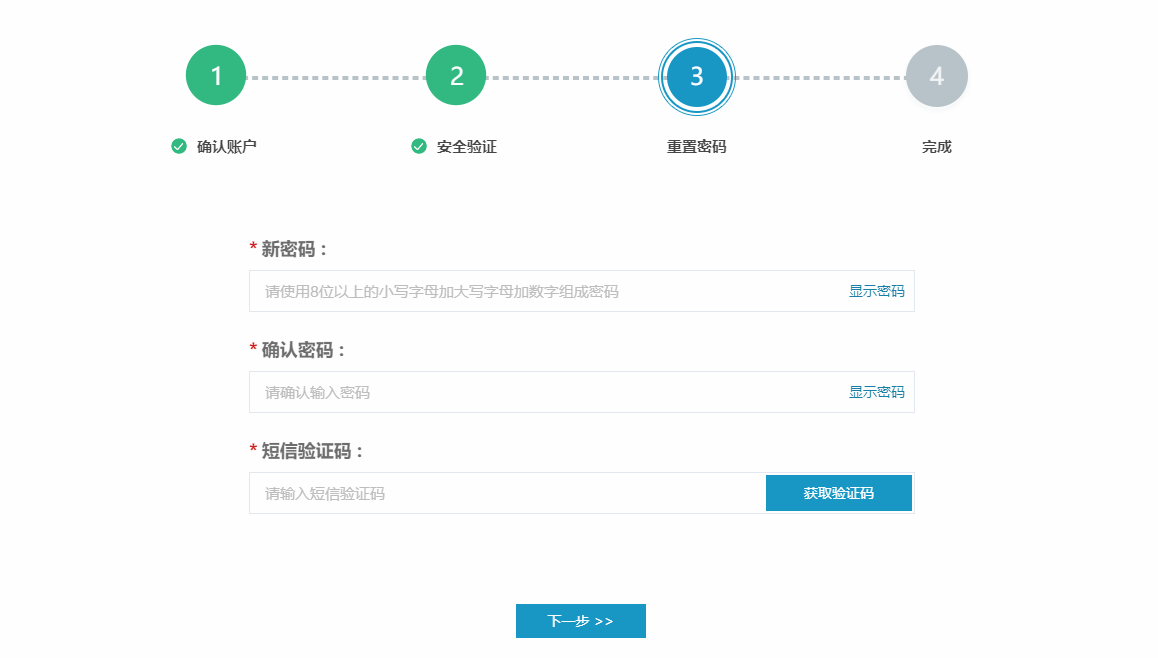 1 2 3 4
确认账户 安全验证 重置密码 完成
* 新密码：
请使用8位以上的小写字母加大写字母加数字组成密码 显示密码
* 确认密码：
请确认输入密码 显示密码
* 短信验证码：
请输入短信验证码 获取验证码
下一步 >>